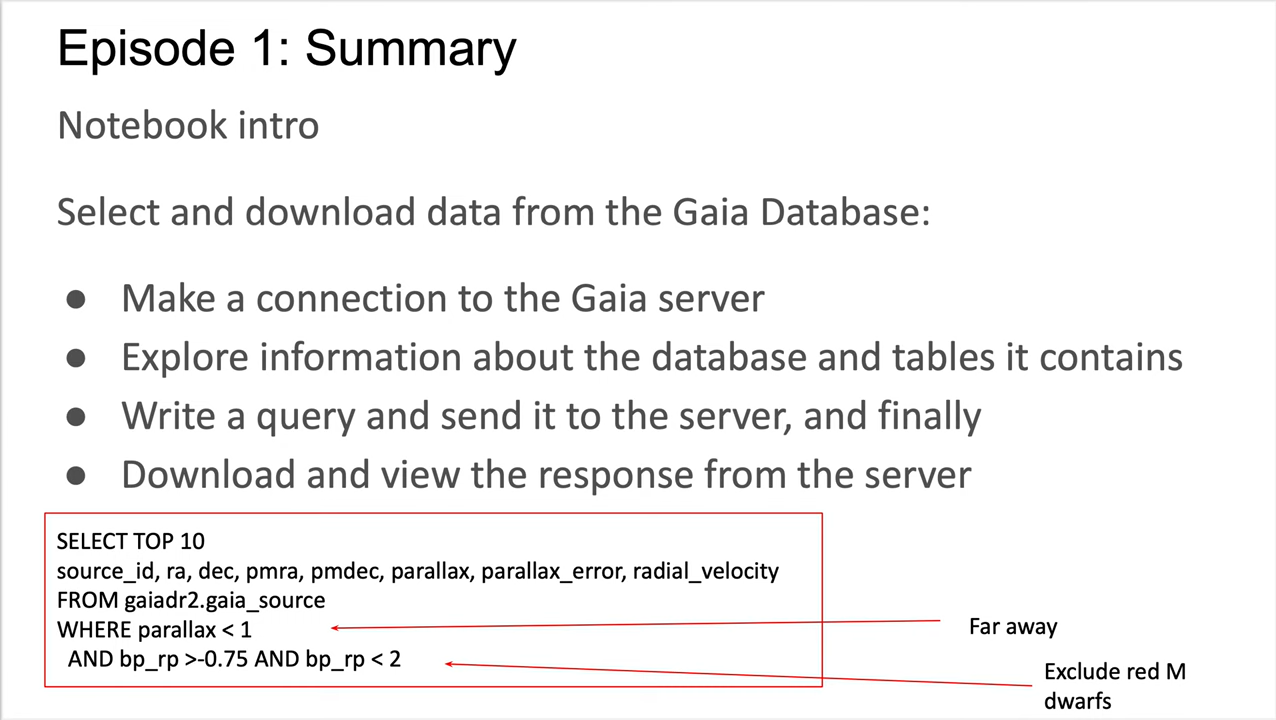 Episode 1: Summary
Notebook intro
Select and download data from the Gaia Database:
● Make a connection to the Gaia server
● Explore information about the database and tables it contains
● Write a query and send it to the server, and finally
● Download and view the response from the server
SELECT TOP 10
source_id, ra, dec, pmra, pmdec, parallax, parallax_error, radial_velocity
FROM gaiadr2.gaia_source
WHERE parallax < 1
AND bp_rp >-0.75 AND bp_rp < 2
Far away
Exclude red M
dwarfs